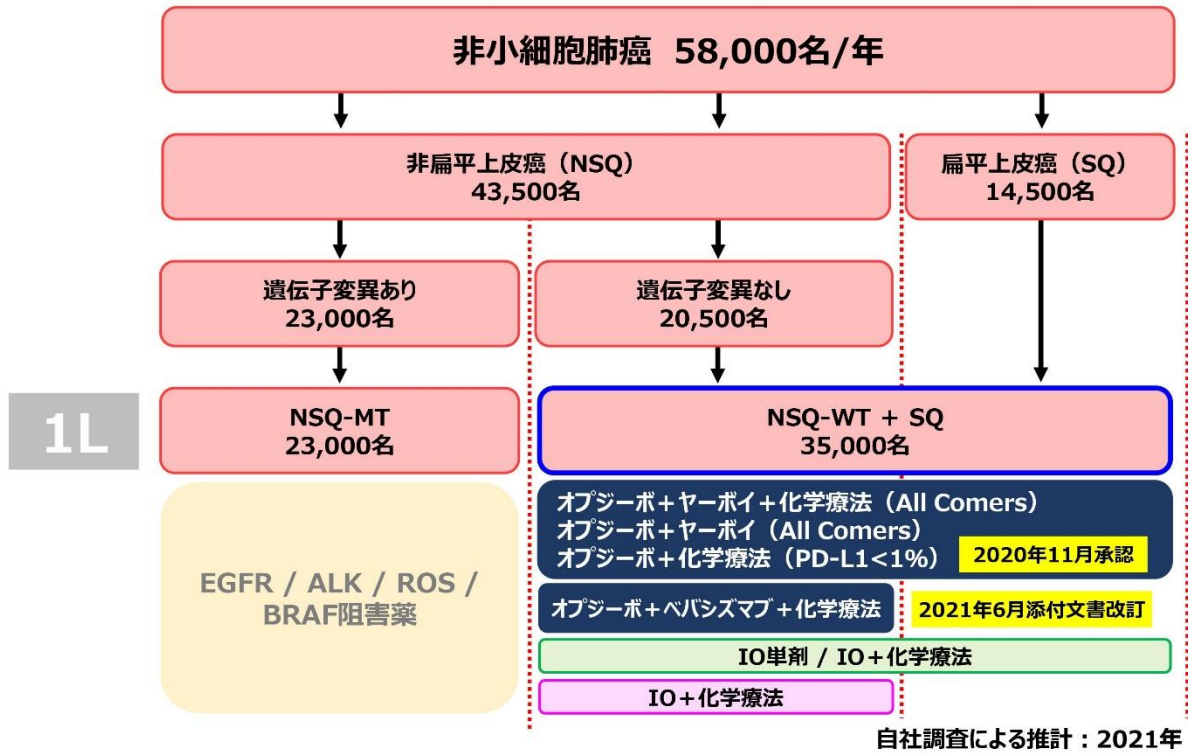 非小細胞肺癌 58,000名/年
非扁平上皮癌（NSQ）
43,500名
扁平上皮癌（SQ）
14,500名
遺伝子変異あり
23,000名
遺伝子変異なし
20,500名
1L
NSQ-MT
23,000名
NSQ-WT + SQ
35,000名
EGFR / ALK / ROS /
BRAF阻害薬
オプジーボ＋ヤーボイ＋化学療法（All Comers）
オプジーボ＋ヤーボイ（All Comers）
オプジーボ＋化学療法（PD-L1<1%）
2020年11月承認
オプジーボ＋ベバシズマブ＋化学療法
2021年6月添付文書改訂
IO単剤 / IO＋化学療法
IO＋化学療法
自社調査による推計：2021年